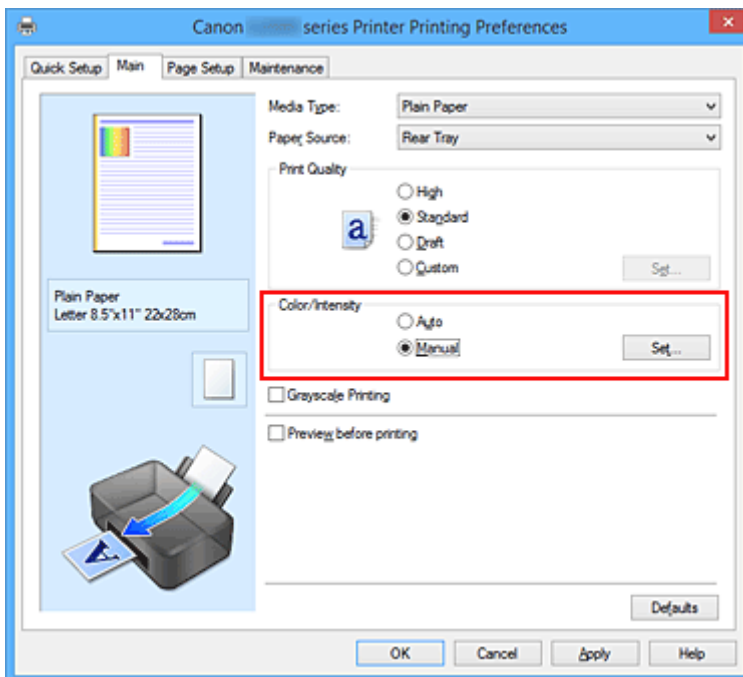 Canon series Printer Printing Preferences
Quick Setup Main Page Setup Maintenance
Media Type: Plain Paper
Paper Source: Rear Tray
Print Quality
High
a Standard
Draft
Custom Set...
Plain Paper
Letter 8.5"x11" 22x28cm
Color/Intensity
Auto
Manual Set...
Grayscale Printing
Preview before printing
A
Defaults
OK Cancel Apply Help